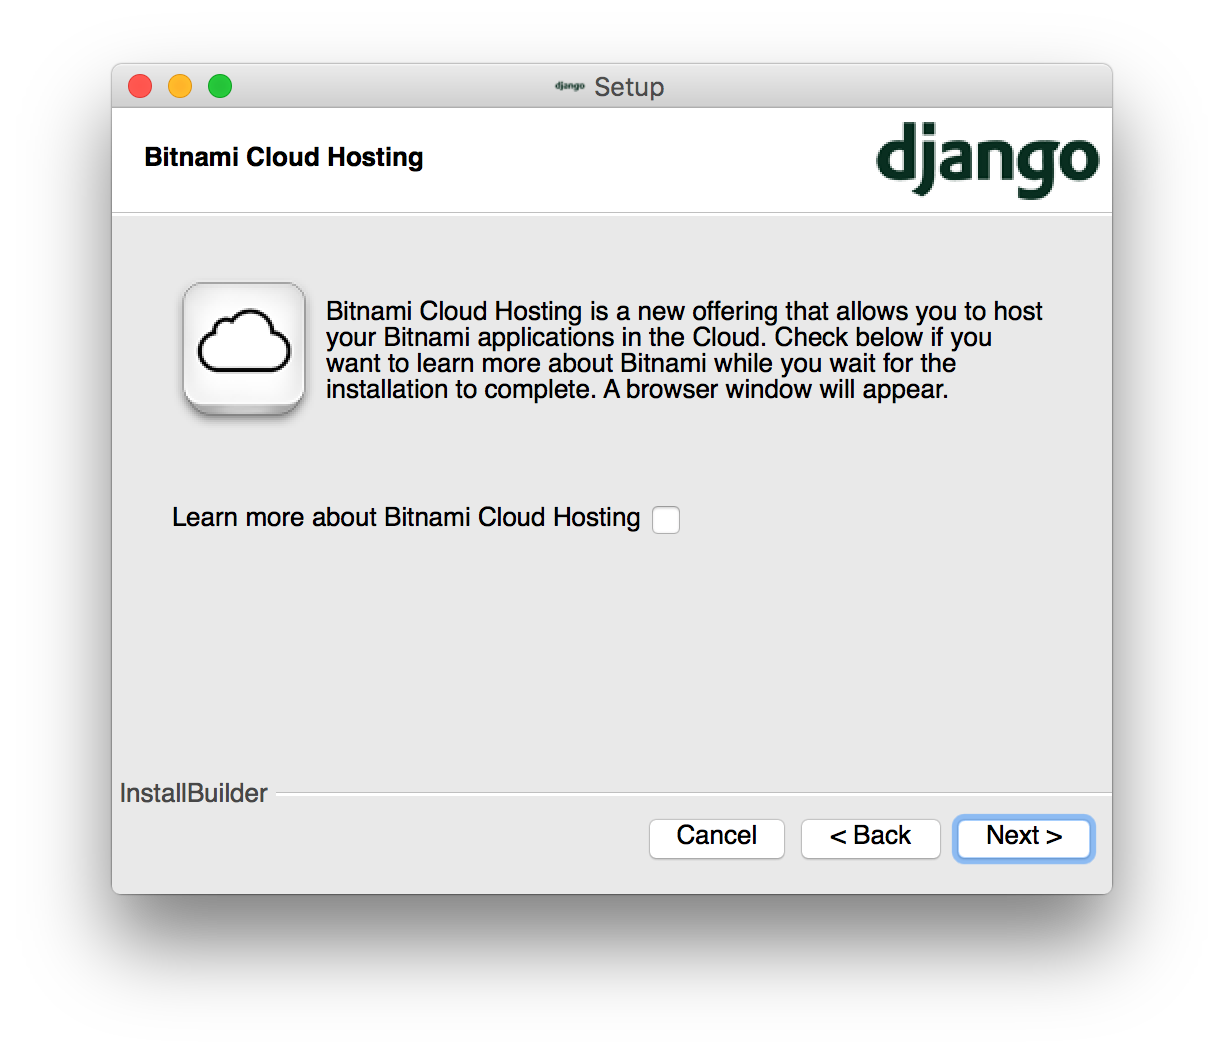 django Setup
Bitnami Cloud Hosting
django
Bitnami Cloud Hosting is a new offering that allows you to host
your Bitnami applications in the Cloud. Check below if you
want to learn more about Bitnami while you wait for the
installation to complete. A browser window will appear.
Learn more about Bitnami Cloud Hosting
InstallBuilder
Cancel
< Back
Next >